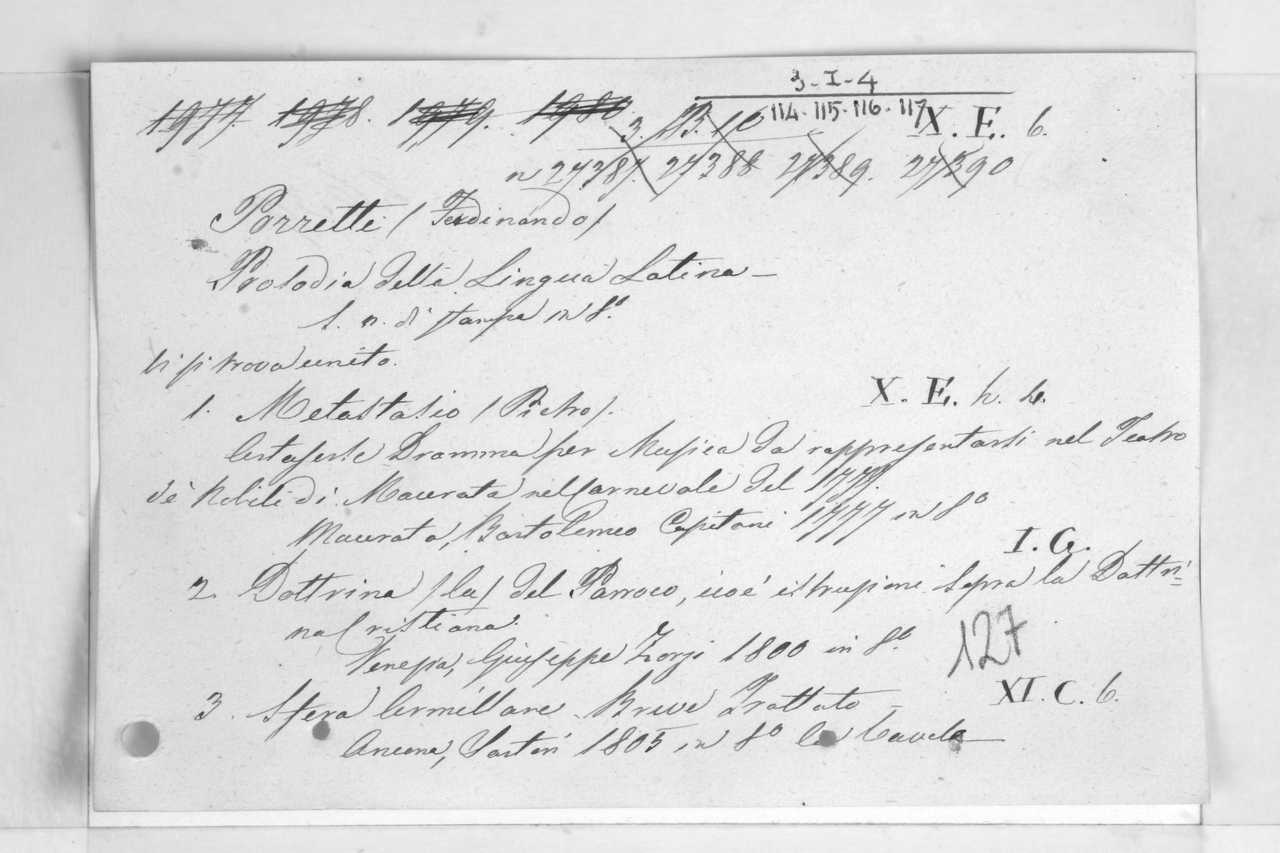 3-I-4
1977. 1978. 1979. 1980. 114. 115. 116. 117
3. B. 10 X. E. 6.
n 27387. 27388 27389. 27390
Porretti (Ferdinando)
Prosodia della Lingua Latina —
s. n. di stampa in 8.°
Vi si trova unito.
X. E. h. 4.
1. Metastasio (Pietro).
Artaserse Dramma per Musica da rappresentarsi nel Teatro
de Nobili di Macerata nel Carnevale del 1777.
Macerata, Bartolomeo Capitani 1777 in 8°
I. G.
2. Dottrina (la) del Parroco, cioè istruzioni sopra la Dottri=
na Cristiana.
Venezia, Giuseppe Zorzi 1800 in 8.°
127
XI. C. 6.
3. Sfera Armillare Breve Trattato —
Ancona, Sartori 1805 in 8° Con Tavola —